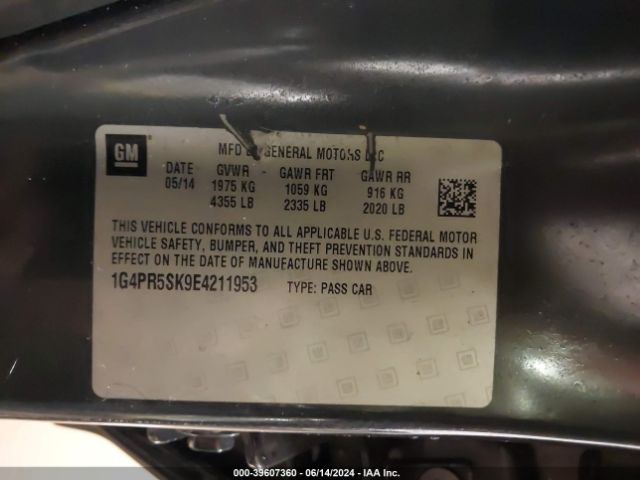 GM
MFD BY GENERAL MOTORS LLC
DATE GVWR GAWR FRT GAWR RR
05/14 1975 KG 1059 KG 916 KG
4355 LB 2335 LB 2020 LB
THIS VEHICLE CONFORMS TO ALL APPLICABLE U.S. FEDERAL MOTOR
VEHICLE SAFETY, BUMPER, AND THEFT PREVENTION STANDARDS IN
EFFECT ON THE DATE OF MANUFACTURE SHOWN ABOVE.
1G4PR5SK9E4211953 TYPE: PASS CAR
000-39607360 - 06/14/2024 - IAA Inc.